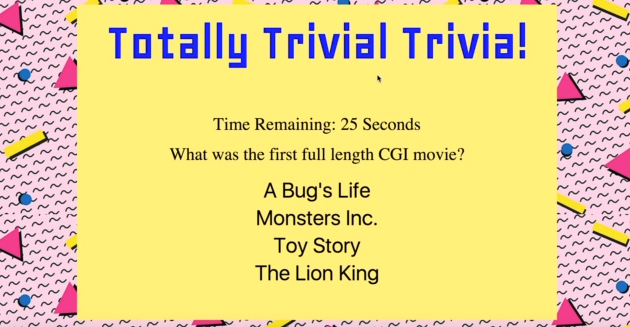 Totally Trivial Trivia!
Time Remaining: 25 Seconds
What was the first full length CGI movie?
A Bug's Life
Monsters Inc.
Toy Story
The Lion King